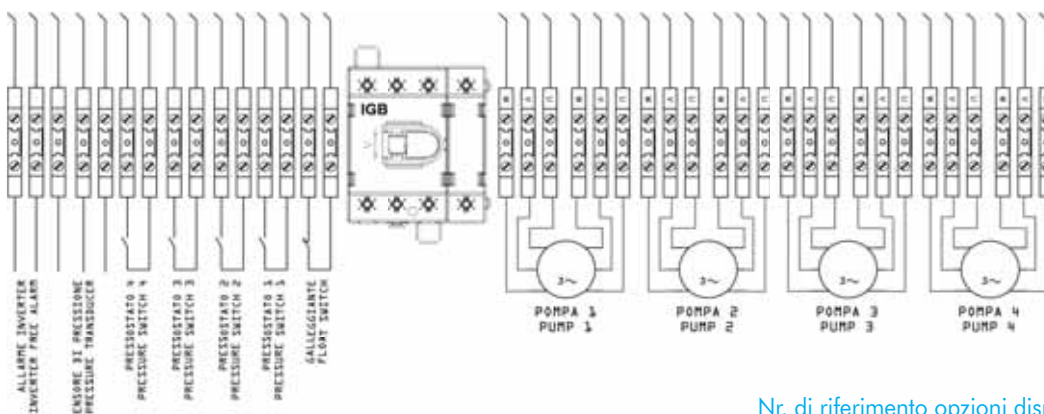 IGB
ALLARME INVERTER
INVERTER FREE ALARM
ENSORE DI PRESSIONE
PRESSURE TRANSDUCER
PRESSOSTATO 4
PRESSURE SWITCH 4
PRESSOSTATO 3
PRESSURE SWITCH 3
PRESSOSTATO 2
PRESSURE SWITCH 2
PRESSOSTATO 1
PRESSURE SWITCH 1
GALLEGGIANTE
FLOAT SWITCH
3~
POMPA 1
PUMP 1
3~
POMPA 2
PUMP 2
3~
POMPA 3
PUMP 3
3~
POMPA 4
PUMP 4
Nr. di riferimento opzioni dis